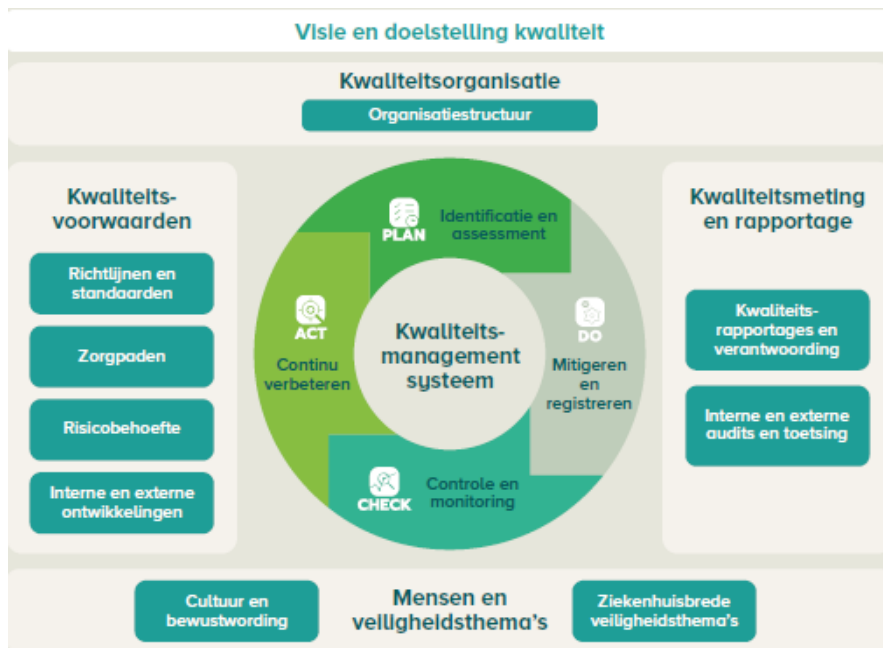 Visie en doelstelling kwaliteit
Kwaliteitsorganisatie
Organisatiestructuur
Kwaliteits-
voorwaarden
Richtlijnen en
standaarden
Zorgpaden
Risicobehoefte
Interne en externe
ontwikkelingen
PLAN
Identificatie en
assessment
DO
Mitigeren
en
registreren
CHECK
Controle en
monitoring
ACT
Continu
verbeteren
Kwaliteits-
management
systeem
Kwaliteitsmeting
en rapportage
Kwaliteits-
rapportages en
verantwoording
Interne en externe
audits en toetsing
Cultuur en
bewustwording
Mensen en
veiligheidsthema's
Ziekenhuisbrede
veiligheidsthema's